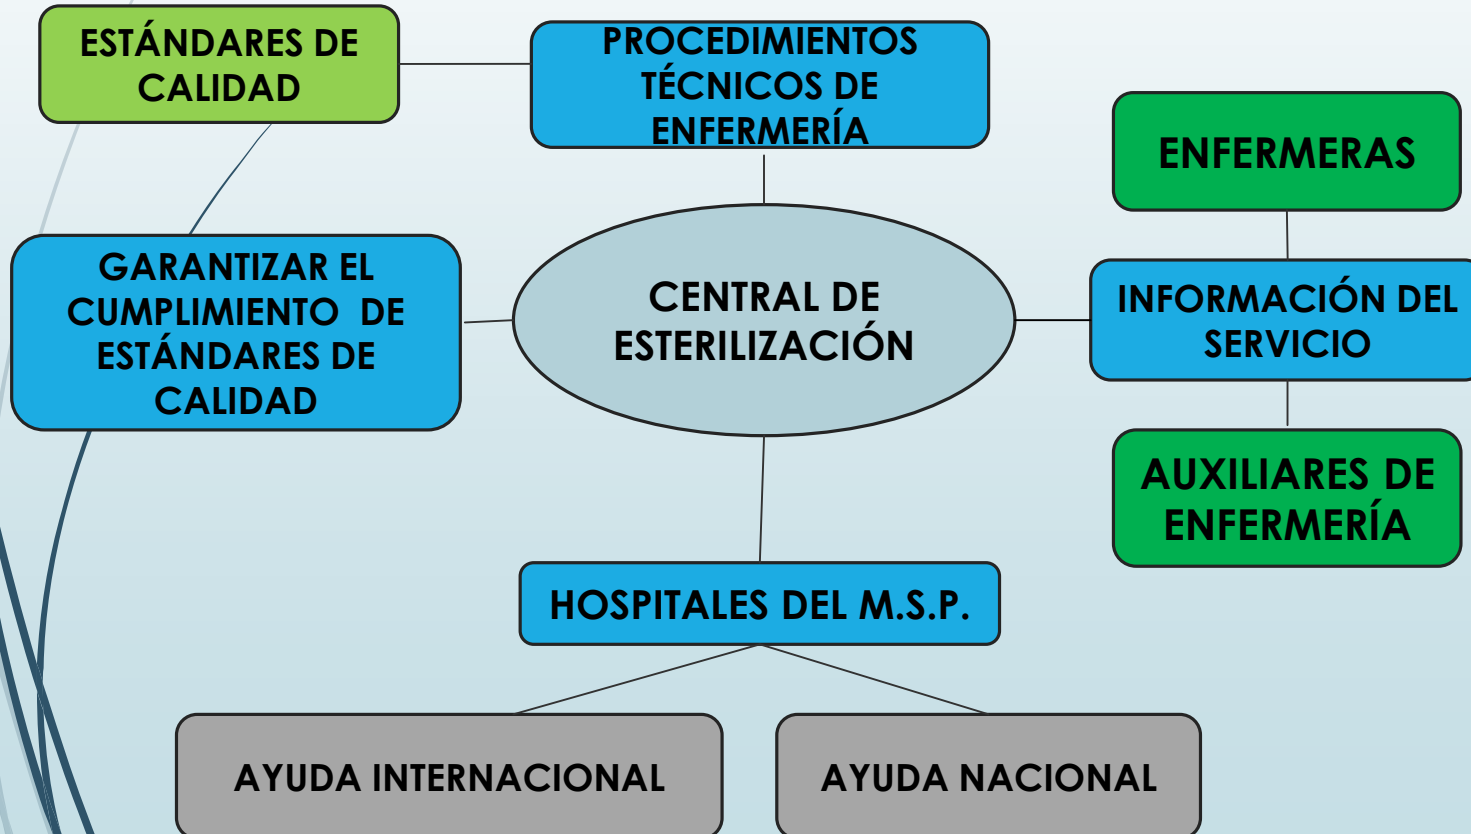 ESTÁNDARES DE
CALIDAD
PROCEDIMIENTOS
TÉCNICOS DE
ENFERMERÍA
ENFERMERAS
GARANTIZAR EL
CUMPLIMIENTO DE
ESTÁNDARES DE
CALIDAD
CENTRAL DE
ESTERILIZACIÓN
INFORMACIÓN DEL
SERVICIO
AUXILIARES DE
ENFERMERÍA
HOSPITALES DEL M.S.P.
AYUDA INTERNACIONAL
AYUDA NACIONAL